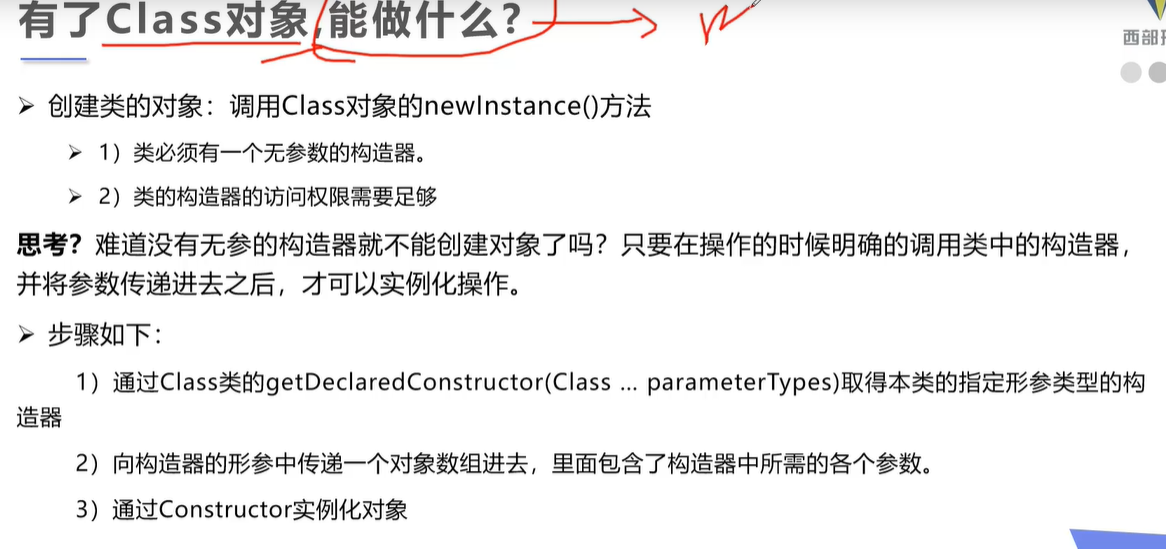 有了Class对象,能做什么?
西部开
➢ 创建类的对象：调用Class对象的newInstance()方法
➢ 1）类必须有一个无参数的构造器。
➢ 2）类的构造器的访问权限需要足够
思考？难道没有无参的构造器就不能创建对象了吗？只要在操作的时候明确的调用类中的构造器，
并将参数传递进去之后，才可以实例化操作。
➢ 步骤如下：
1）通过Class类的getDeclaredConstructor(Class … parameterTypes)取得本类的指定形参类型的构
造器
2）向构造器的形参中传递一个对象数组进去，里面包含了构造器中所需的各个参数。
3）通过Constructor实例化对象